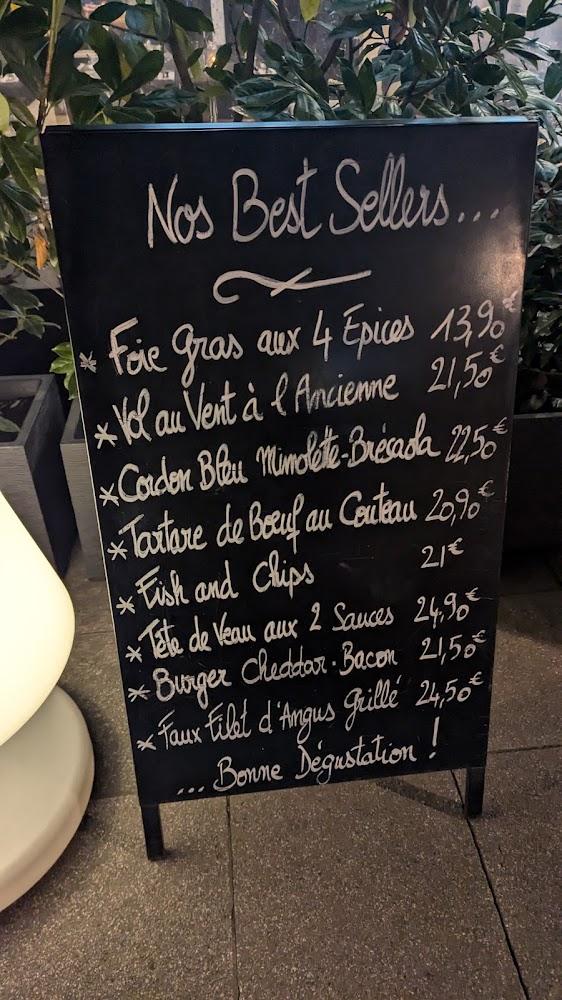 Nos Best Sellers...
* Foie Gras aux 4 Epices 13,90€
* Vol au Vent à l'Ancienne 21,50€
* Cordon Bleu Mimolette-Brésaola 22,50€
* Tartare de Boeuf au Couteau 20,90€
* Fish and Chips 21€
* Tête de Veau aux 2 Sauces 24,90€
* Burger Cheddar-Bacon 21,50€
* Faux Filet d'Angus grillé 24,50€
... Bonne Dégustation !